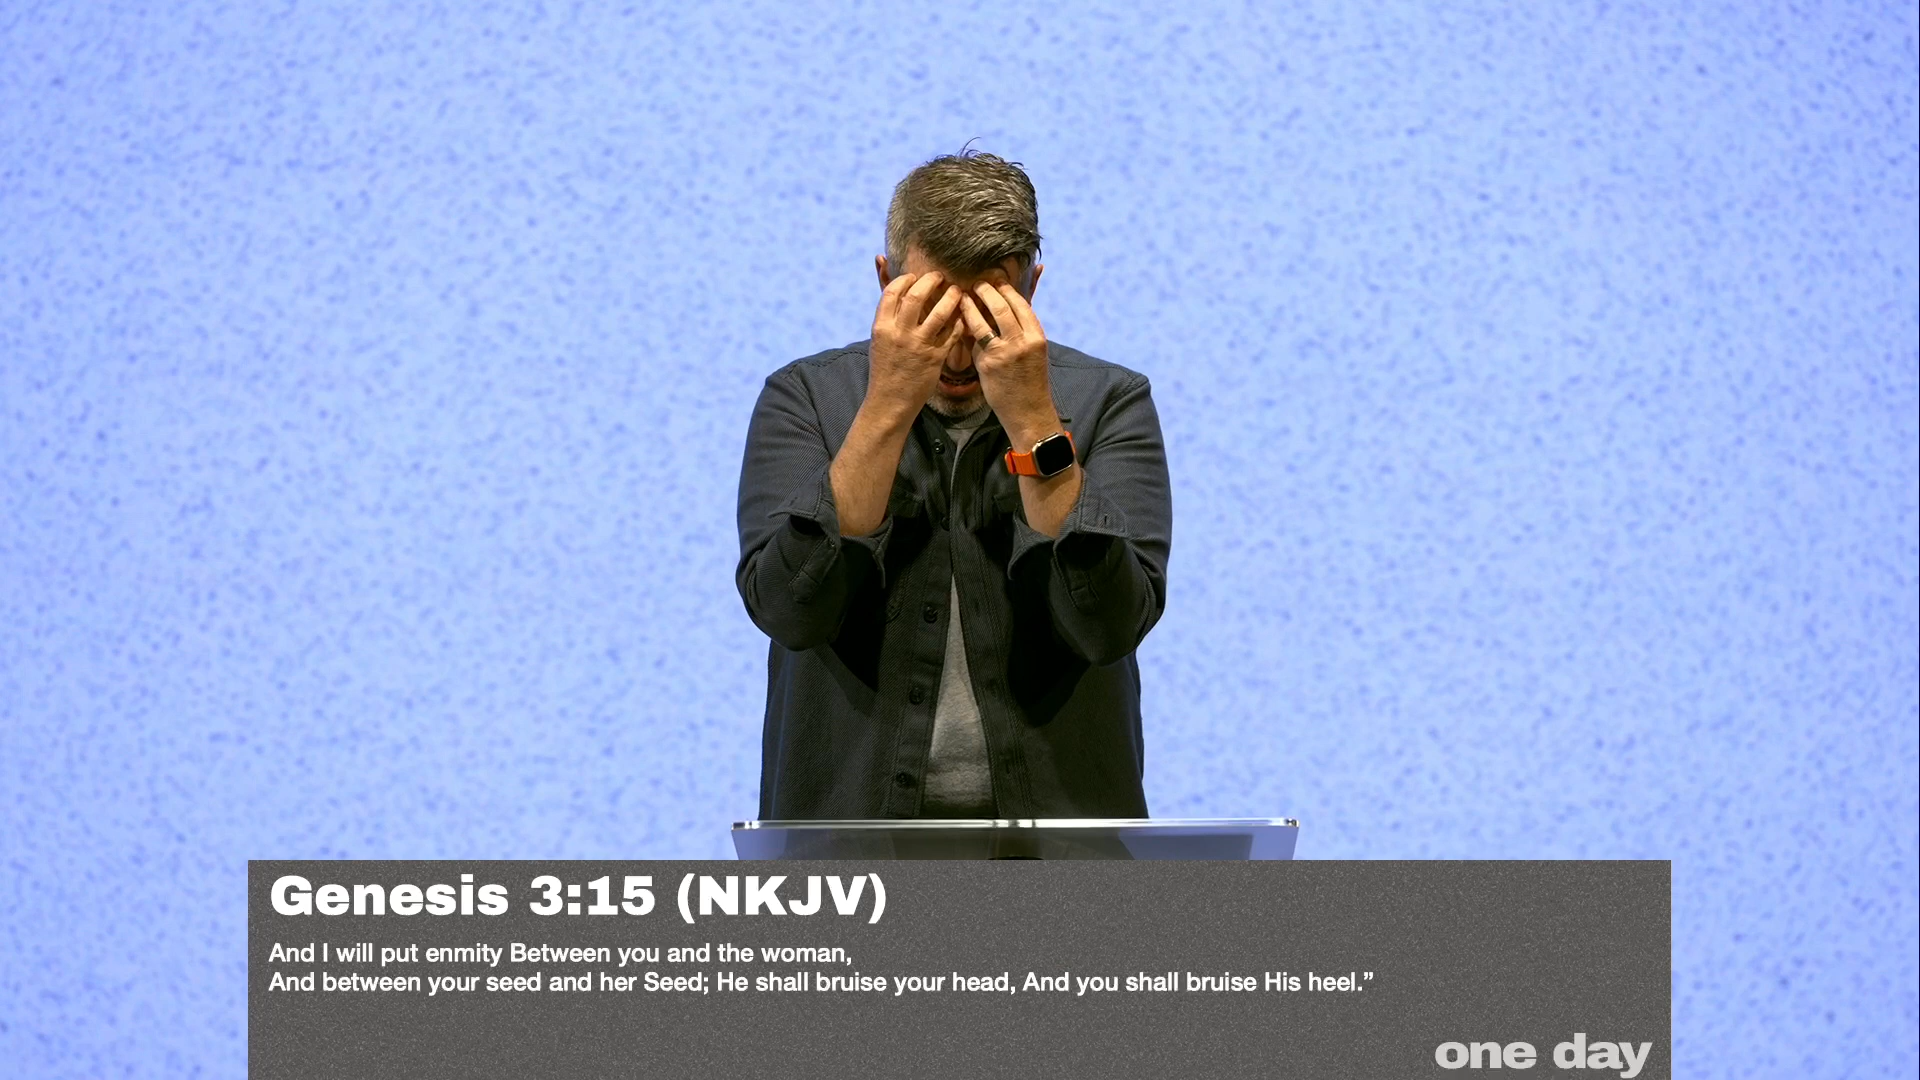 Genesis 3:15 (NKJV)
And I will put enmity Between you and the woman,
And between your seed and her Seed; He shall bruise your head, And you shall bruise His heel.”
one day